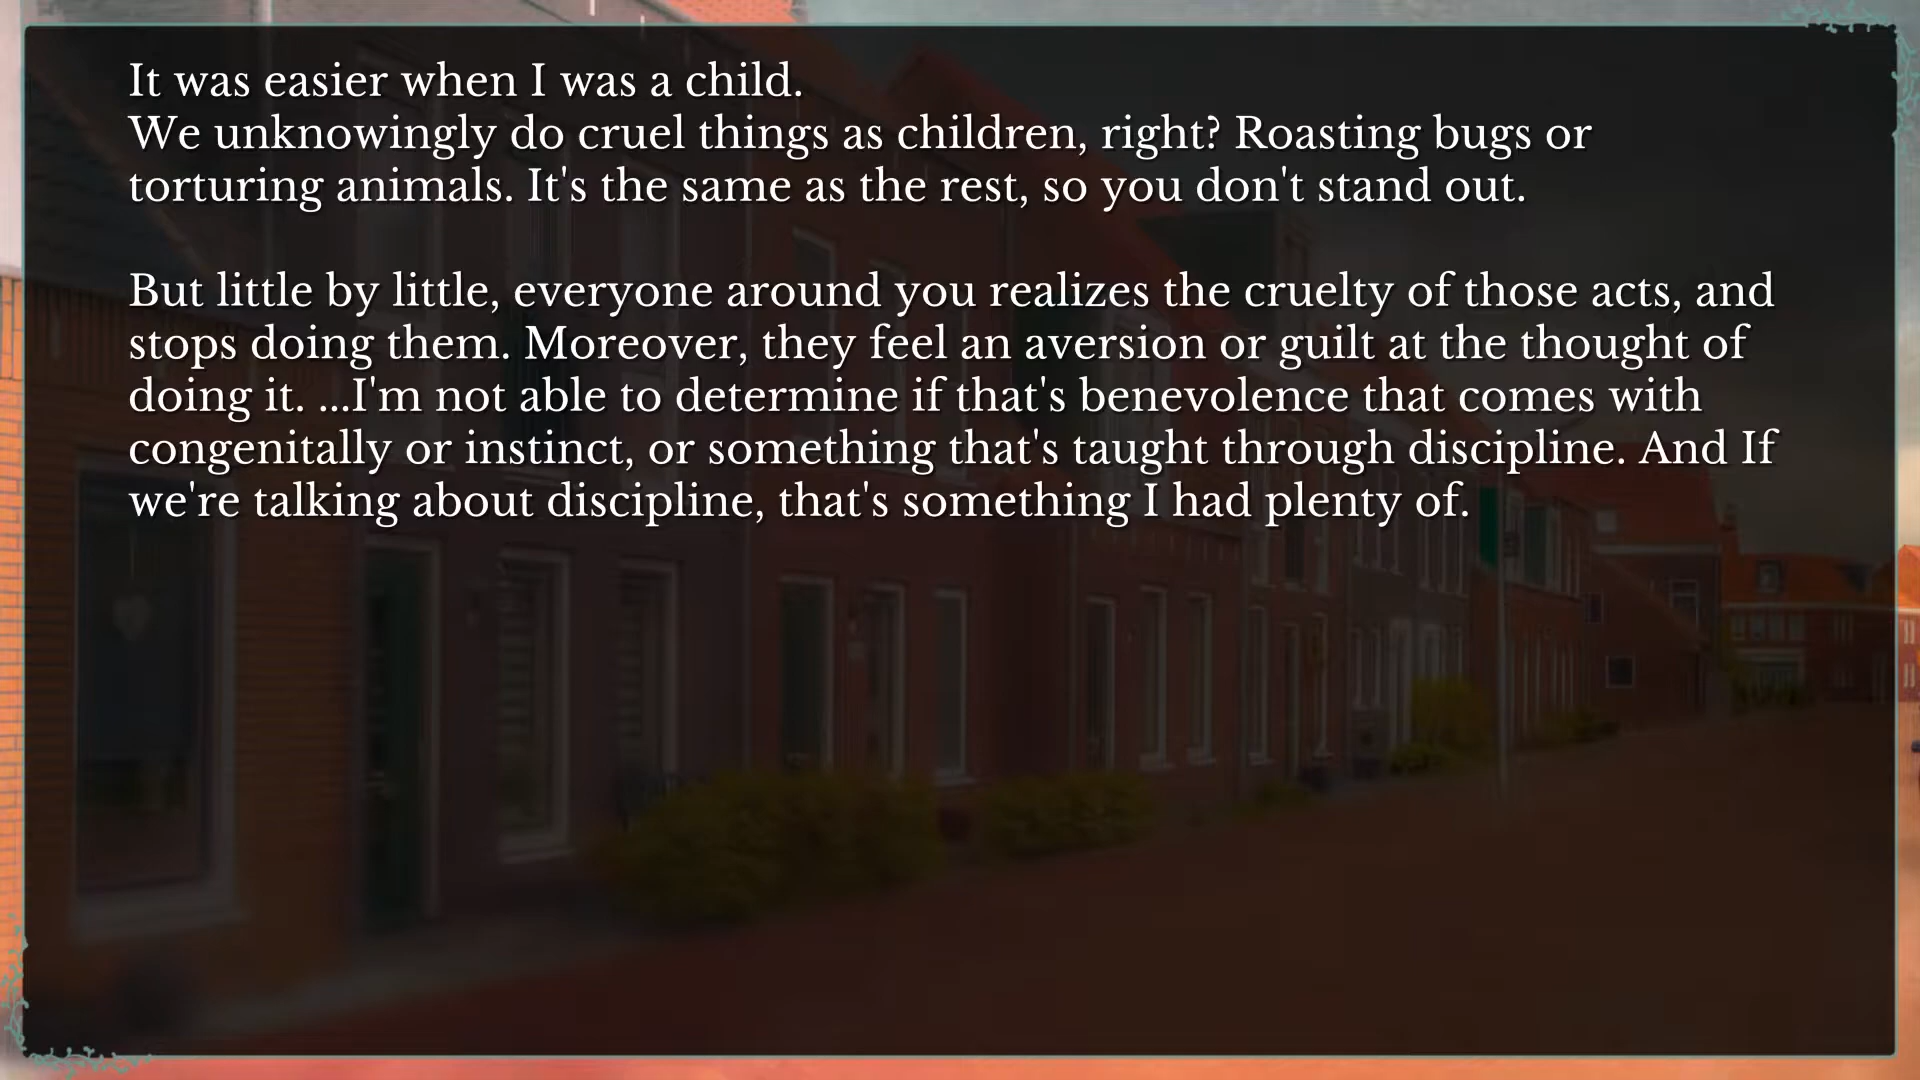 It was easier when I was a child.
We unknowingly do cruel things as children, right? Roasting bugs or
torturing animals. It's the same as the rest, so you don't stand out.
But little by little, everyone around you realizes the cruelty of those acts, and
stops doing them. Moreover, they feel an aversion or guilt at the thought of
doing it. ...I'm not able to determine if that's benevolence that comes with
congenitally or instinct, or something that's taught through discipline. And If
we're talking about discipline, that's something I had plenty of.